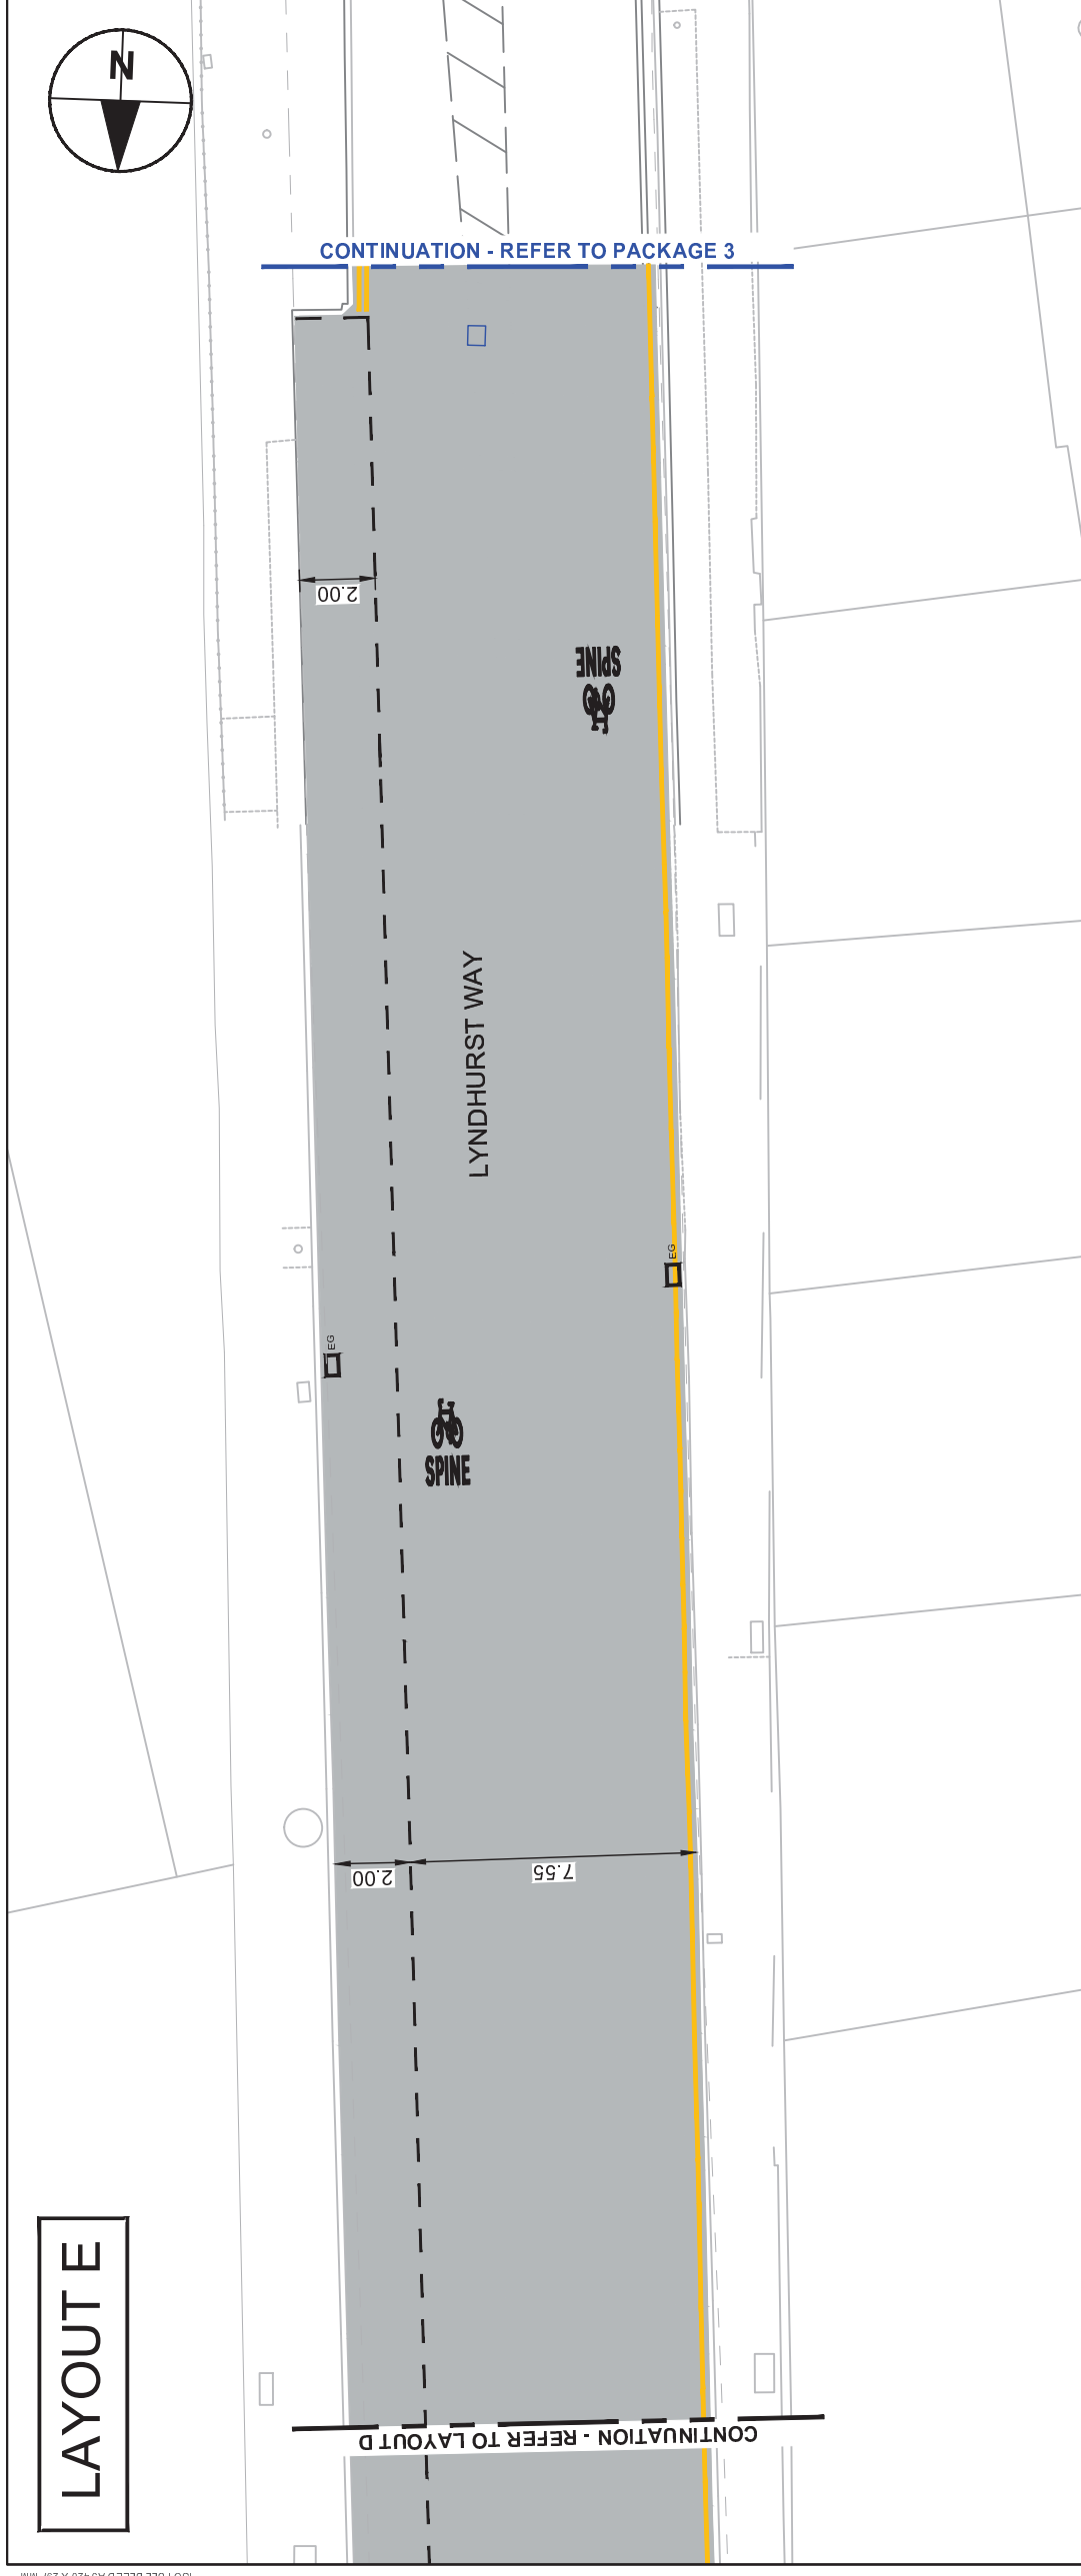 N
CONTINUATION - REFER TO PACKAGE 3
2.00
SPINE
LYNDHURST WAY
EG
EG
SPINE
2.00
7.55
LAYOUT E
CONTINUATION - REFER TO LAYOUT D